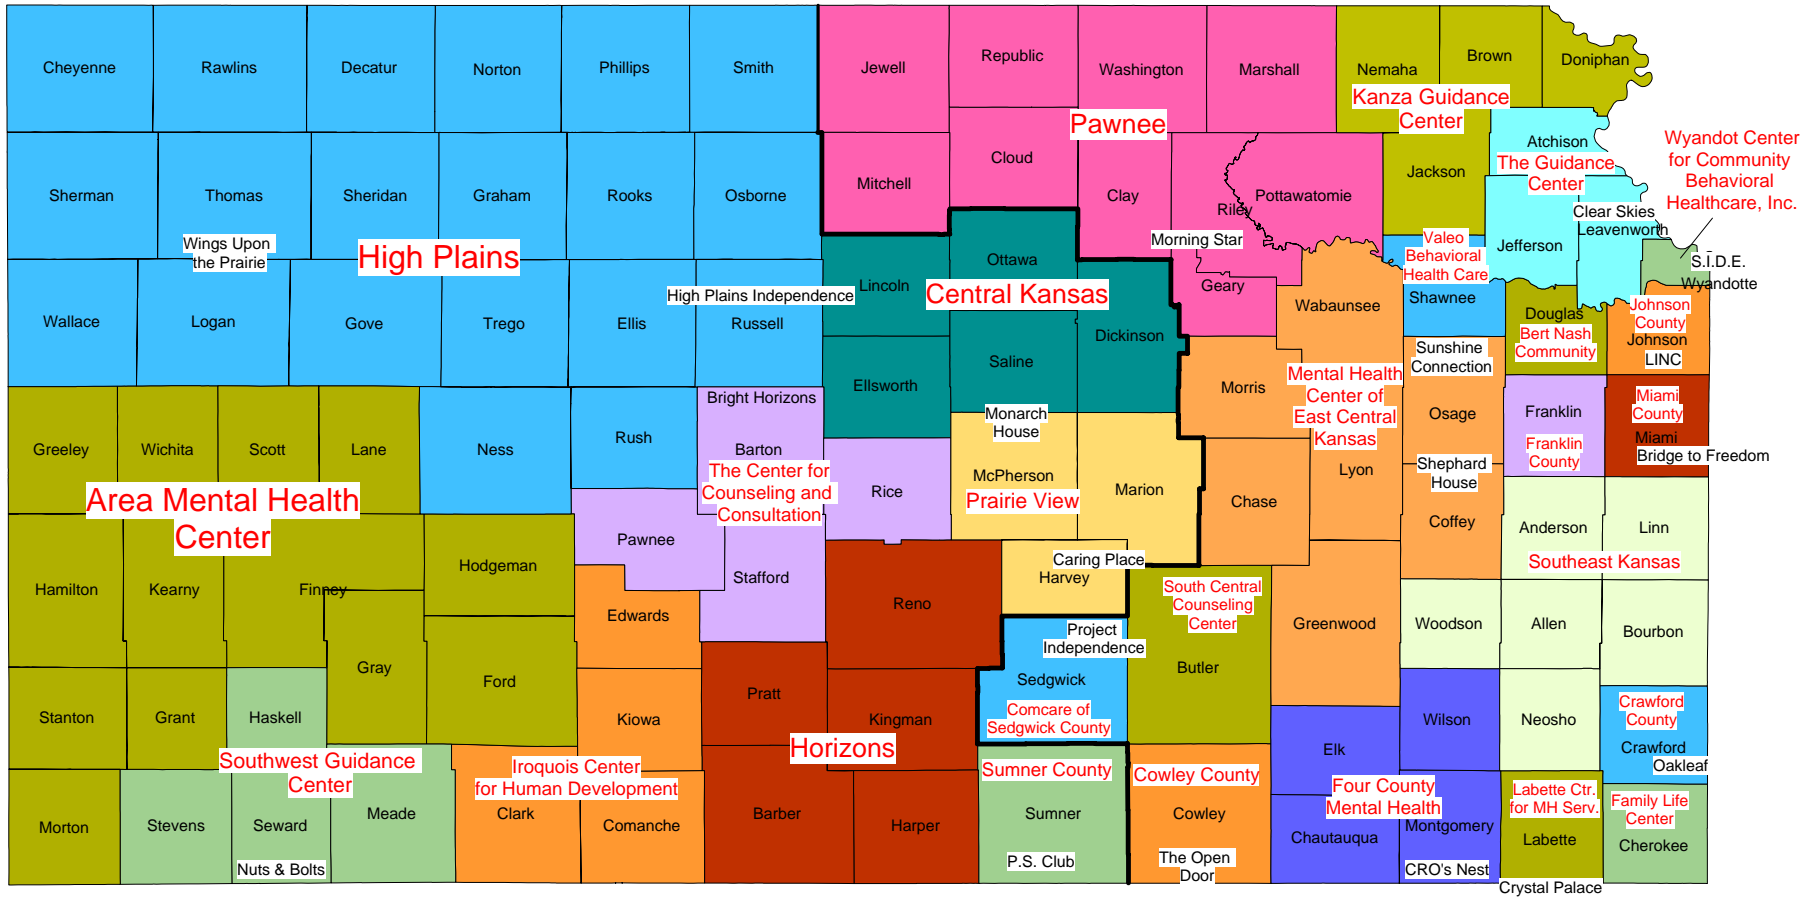 Cheyenne
Rawlins
Decatur
Norton
Phillips
Smith
Jewell
Republic
Washington
Marshall
Nemaha
Brown
Doniphan
Kanza Guidance
Center
Pawnee
Wyandot Center
for Community
Behavioral
Healthcare, Inc.
Atchison
The Guidance
Center
Sherman
Thomas
Sheridan
Graham
Rooks
Osborne
Mitchell
Cloud
Clay
Riley
Pottawatomie
Jackson
Clear Skies
Leavenworth
Jefferson
Wings Upon
the Prairie
High Plains
Morning Star
Valeo
Behavioral
Health Care
Shawnee
S.I.D.E.
Wyandotte
High Plains Independence
Lincoln
Ottawa
Central Kansas
Geary
Wabaunsee
Douglas
Bert Nash
Community
Johnson
County
Johnson
LINC
Wallace
Logan
Gove
Trego
Ellis
Russell
Saline
Dickinson
Ellsworth
Morris
Sunshine
Connection
Mental Health
Center of
East Central
Kansas
Osage
Franklin
Franklin
County
Miami
County
Miami
Bridge to Freedom
Bright Horizons
Barton
The Center for
Counseling and
Consultation
Monarch
House
McPherson
Prairie View
Marion
Greeley
Wichita
Scott
Lane
Ness
Rush
Rice
Chase
Lyon
Shephard
House
Coffey
Area Mental Health
Center
Anderson
Linn
Southeast Kansas
Hamilton
Kearny
Finney
Hodgeman
Pawnee
Stafford
Edwards
Reno
Caring Place
Harvey
South Central
Counseling
Center
Butler
Greenwood
Woodson
Allen
Bourbon
Project
Independence
Sedgwick
Comcare of
Sedgwick County
Gray
Ford
Kiowa
Pratt
Kingman
Horizons
Stanton
Grant
Haskell
Southwest Guidance
Center
Iroquois Center
for Human Development
Sumner County
Cowley County
Elk
Wilson
Neosho
Crawford
County
Crawford
Oakleaf
Four County
Mental Health
Labette Ctr.
for MH Serv.
Family Life
Center
Morton
Stevens
Seward
Meade
Clark
Comanche
Barber
Harper
Sumner
Cowley
Chautauqua
Montgomery
Labette
Cherokee
Nuts & Bolts
P.S. Club
The Open
Door
CRO's Nest
Crystal Palace